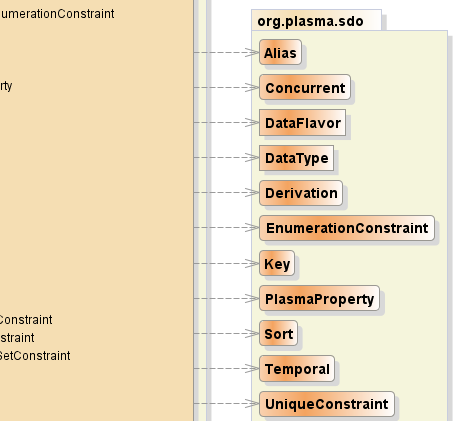 umerationConstraint
rty
Constraint
straint
SetConstraint
org.plasma.sdo
Alias
Concurrent
DataFlavor
DataType
Derivation
EnumerationConstraint
Key
PlasmaProperty
Sort
Temporal
UniqueConstraint